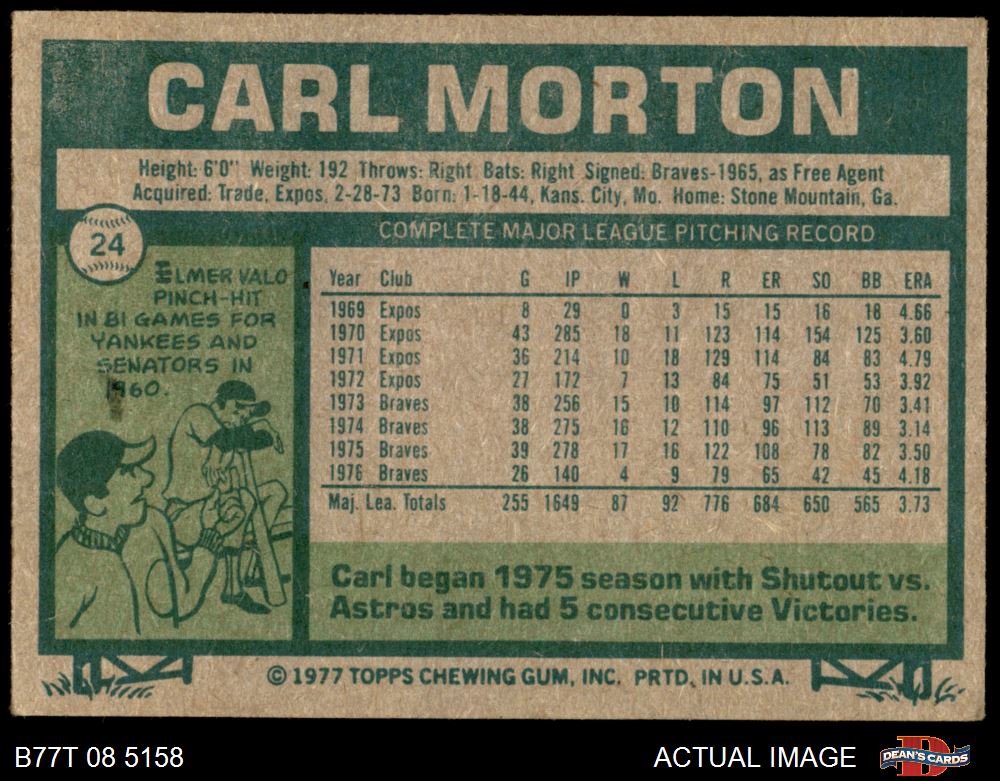 CARL MORTON
Height: 6'0" Weight: 192 Throws: Right Bats: Right Signed: Braves-1965, as Free Agent
Acquired: Trade, Expos, 2-28-73 Born: 1-18-44, Kans. City, Mo. Home: Stone Mountain, Ga.
24
ELMER VALO
PINCH-HIT
IN 81 GAMES FOR
YANKEES AND
SENATORS IN
1960.
COMPLETE MAJOR LEAGUE PITCHING RECORD
Year Club G IP W L R ER SO BB ERA
1969 Expos 8 29 0 3 15 15 16 18 4.66
1970 Expos 43 285 18 11 123 114 154 125 3.60
1971 Expos 36 214 10 18 129 114 84 83 4.79
1972 Expos 27 172 7 13 84 75 51 53 3.92
1973 Braves 38 256 15 10 114 97 112 70 3.41
1974 Braves 38 275 16 12 110 96 113 89 3.14
1975 Braves 39 278 17 16 122 108 78 82 3.50
1976 Braves 26 140 4 9 79 65 42 45 4.18
Maj. Lea. Totals 255 1649 87 92 776 684 650 565 3.73
Carl began 1975 season with Shutout vs.
Astros and had 5 consecutive Victories.
©1977 TOPPS CHEWING GUM, INC. PRTD. IN U.S.A.
B77T 08 5158
ACTUAL IMAGE
DEAN'S CARDS